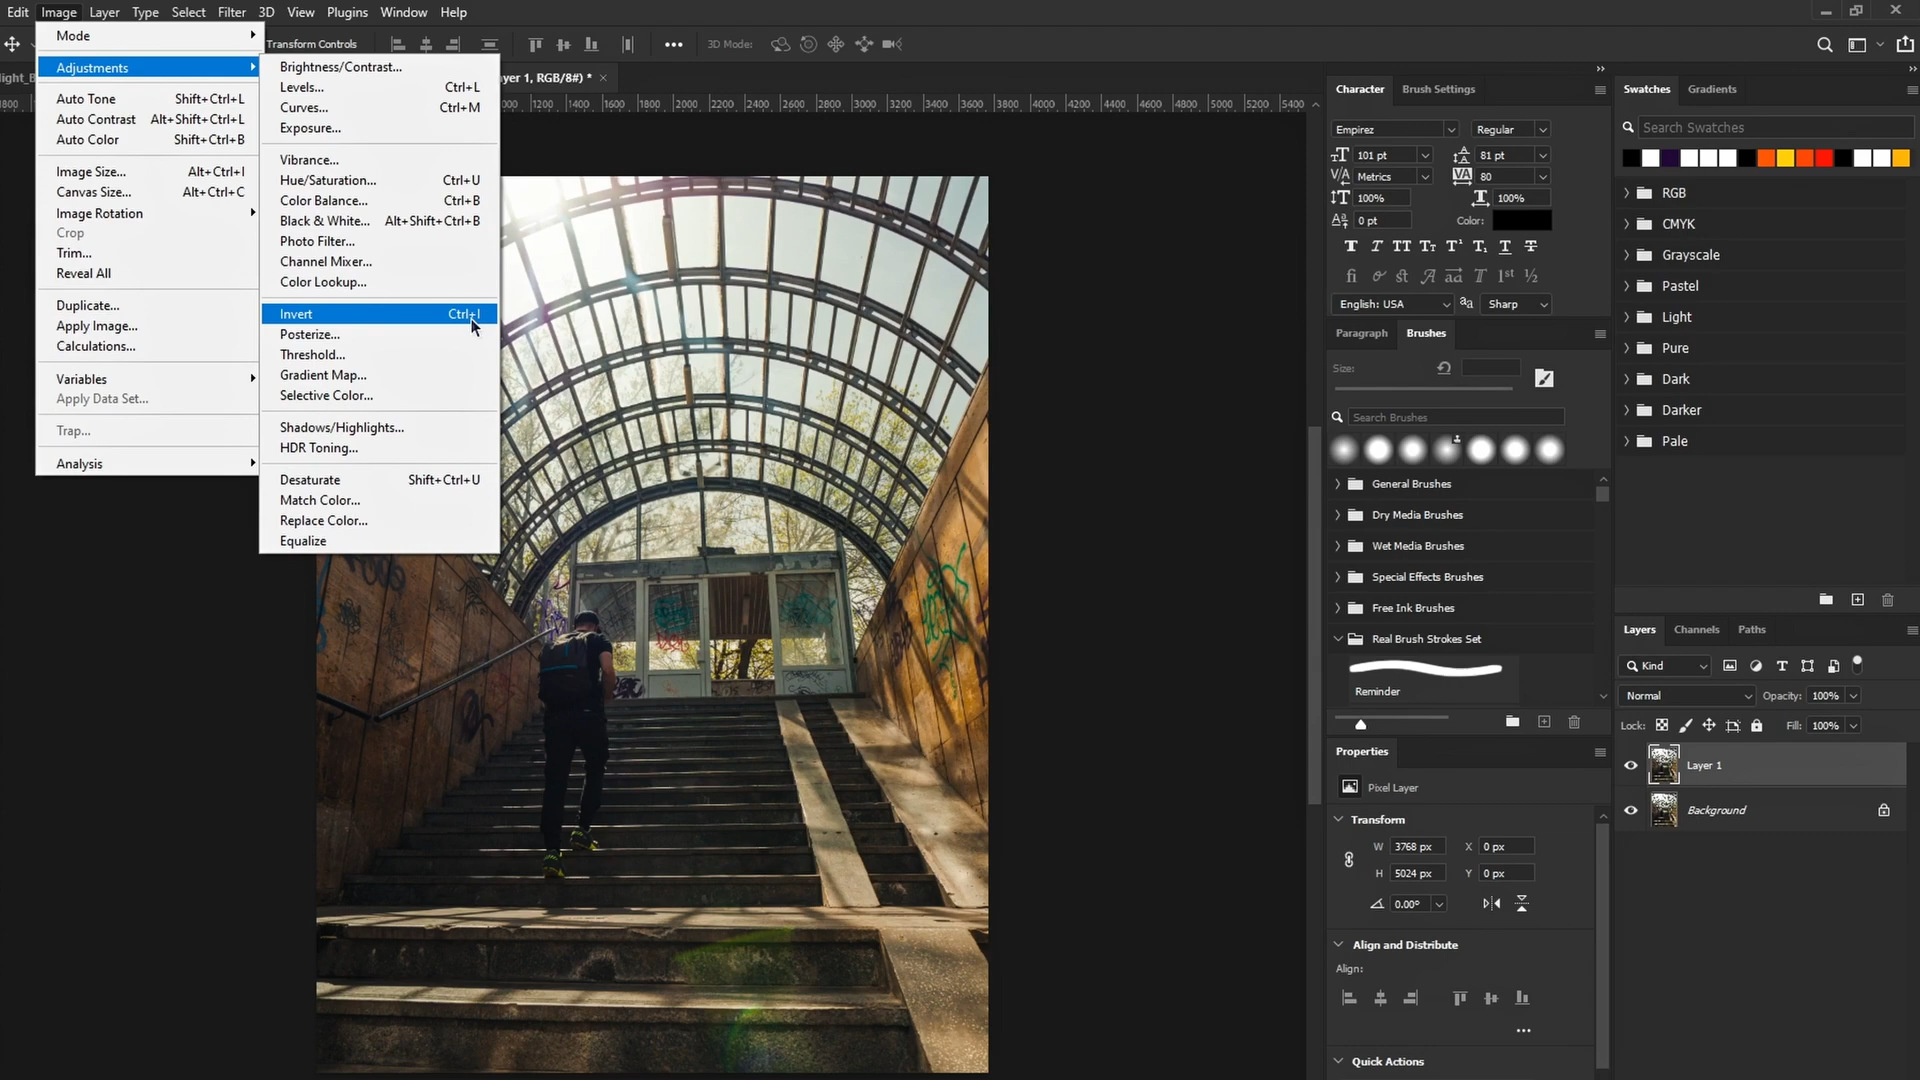 Edit Image Layer Type Select Filter 3D View Plugins Window Help
Transform Controls
3D Mode:
ayer 1, RGB/8#) *
1000 1200 1400 1600 1800 2000 2200 2400 2600 2800 3000 3200 3400 3600 3800 4000 4200 4400 4600 4800 5000 5200 5400
Mode
Adjustments
Auto Tone Shift+Ctrl+L
Auto Contrast Alt+Shift+Ctrl+L
Auto Color Shift+Ctrl+B
Image Size... Alt+Ctrl+I
Canvas Size... Alt+Ctrl+C
Image Rotation
Crop
Trim...
Reveal All
Duplicate...
Apply Image...
Calculations...
Variables
Apply Data Set...
Trap...
Analysis
Brightness/Contrast...
Levels... Ctrl+L
Curves... Ctrl+M
Exposure...
Vibrance...
Hue/Saturation... Ctrl+U
Color Balance... Ctrl+B
Black & White... Alt+Shift+Ctrl+B
Photo Filter...
Channel Mixer...
Color Lookup...
Invert Ctrl+I
Posterize...
Threshold...
Gradient Map...
Selective Color...
Shadows/Highlights...
HDR Toning...
Desaturate Shift+Ctrl+U
Match Color...
Replace Color...
Equalize
Character Brush Settings
Empirez Regular
101 pt 81 pt
Metrics 80
100% 100%
0 pt Color:
English: USA Sharp
Paragraph Brushes
Size:
Search Brushes
General Brushes
Dry Media Brushes
Wet Media Brushes
Special Effects Brushes
Free Ink Brushes
Real Brush Strokes Set
Reminder
Properties
Pixel Layer
Transform
W 3768 px X 0 px
H 5024 px Y 0 px
0.00°
Align and Distribute
Align:
Quick Actions
Swatches Gradients
Search Swatches
RGB
CMYK
Grayscale
Pastel
Light
Pure
Dark
Darker
Pale
Layers Channels Paths
Kind
Normal Opacity: 100%
Lock: Fill: 100%
Layer 1
Background